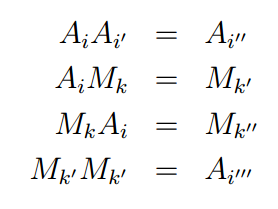 A_i A_{i'} = A_{i''}
A_i M_k = M_{k'}
M_k A_i = M_{k''}
M_{k'} M_{k'} = A_{i'''}